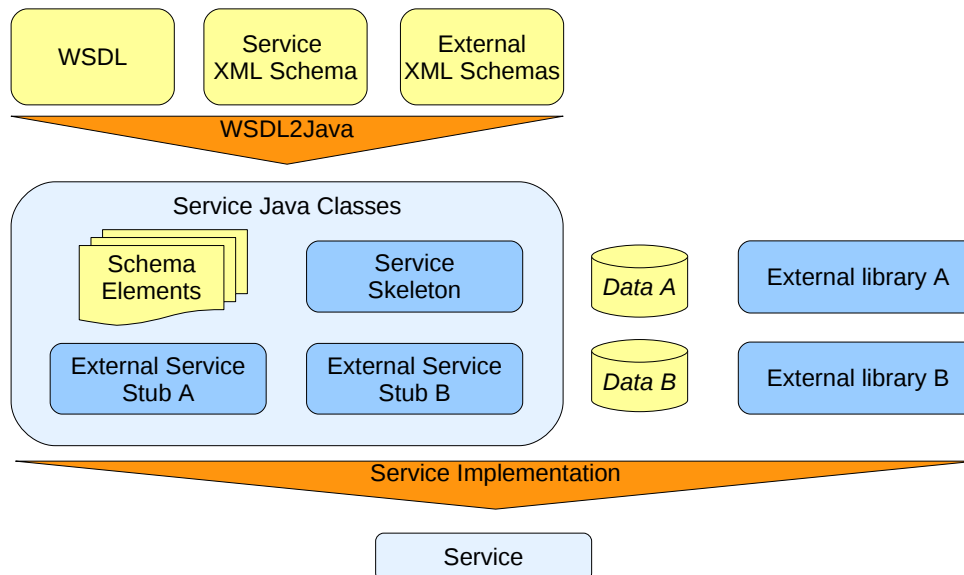 WSDL
Service
XML Schema
External
XML Schemas
WSDL2Java
Service Java Classes
Schema
Elements
Service
Skeleton
Data A
External library A
External Service
Stub A
External Service
Stub B
Data B
External library B
Service Implementation
Service